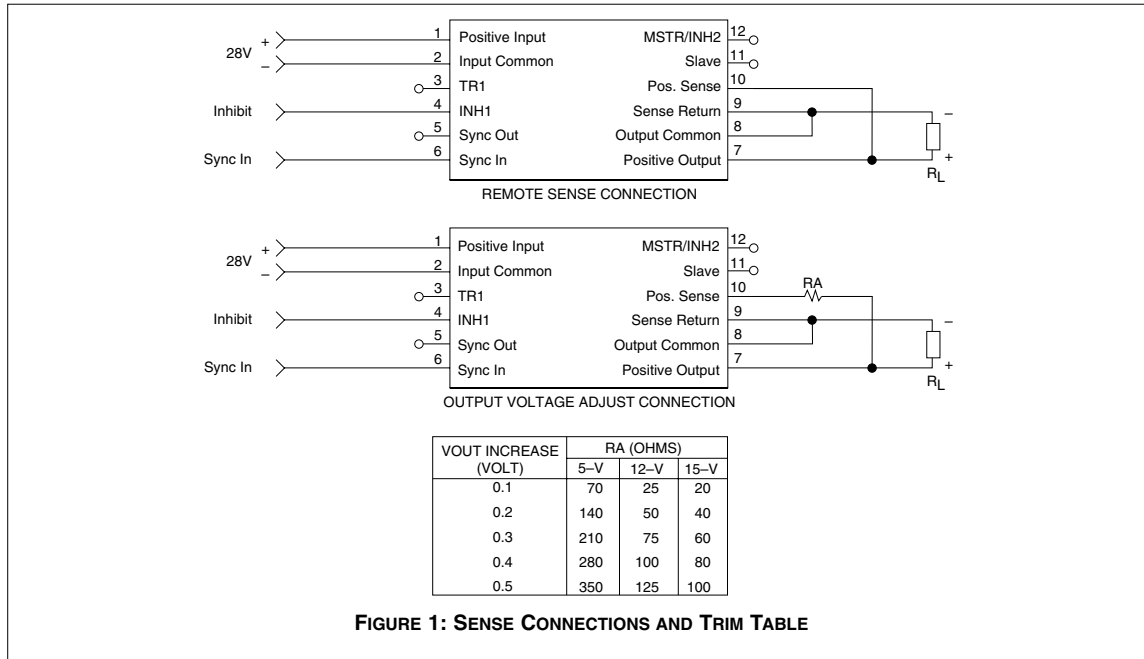 1 Positive Input MSTR/INH2 12
28V + – 2 Input Common Slave 11
3 TR1 Pos. Sense 10
Inhibit 4 INH1 Sense Return 9 –
5 Sync Out Output Common 8
Sync In 6 Sync In Positive Output 7 +
RL
REMOTE SENSE CONNECTION
1 Positive Input MSTR/INH2 12
28V + – 2 Input Common Slave 11
3 TR1 Pos. Sense 10 RA
Inhibit 4 INH1 Sense Return 9 –
5 Sync Out Output Common 8
Sync In 6 Sync In Positive Output 7 +
RL
OUTPUT VOLTAGE ADJUST CONNECTION
VOUT INCREASE RA (OHMS)
(VOLT) 5–V 12–V 15–V
0.1 70 25 20
0.2 140 50 40
0.3 210 75 60
0.4 280 100 80
0.5 350 125 100
FIGURE 1: SENSE CONNECTIONS AND TRIM TABLE